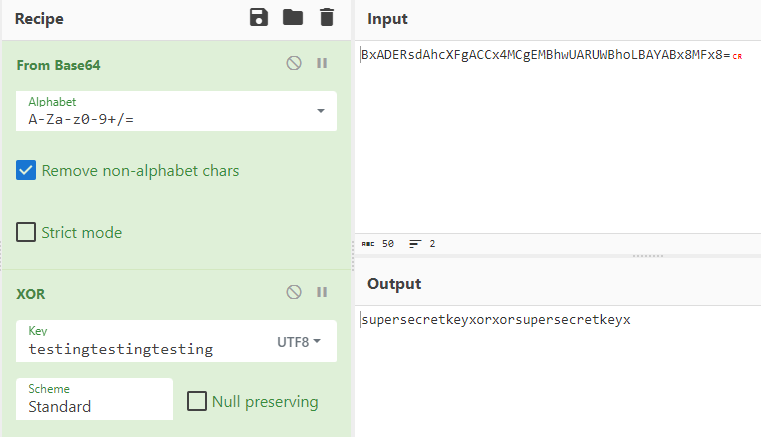 Recipe
From Base64
Alphabet
A-Za-z0-9+/=
Remove non-alphabet chars
Strict mode
XOR
Key
testingtestingtesting
UTF8
Scheme
Standard
Null preserving
Input
BxADERsdAhcXFgACCx4MCgEMBhwUARUWBhoLBAYABx8MFx8=CR
ABC 50 2
Output
supersecretkeyxorxorsupersecretkeyx